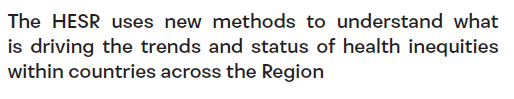 The HESR uses new methods to understand what
is driving the trends and status of health inequities
within countries across the Region